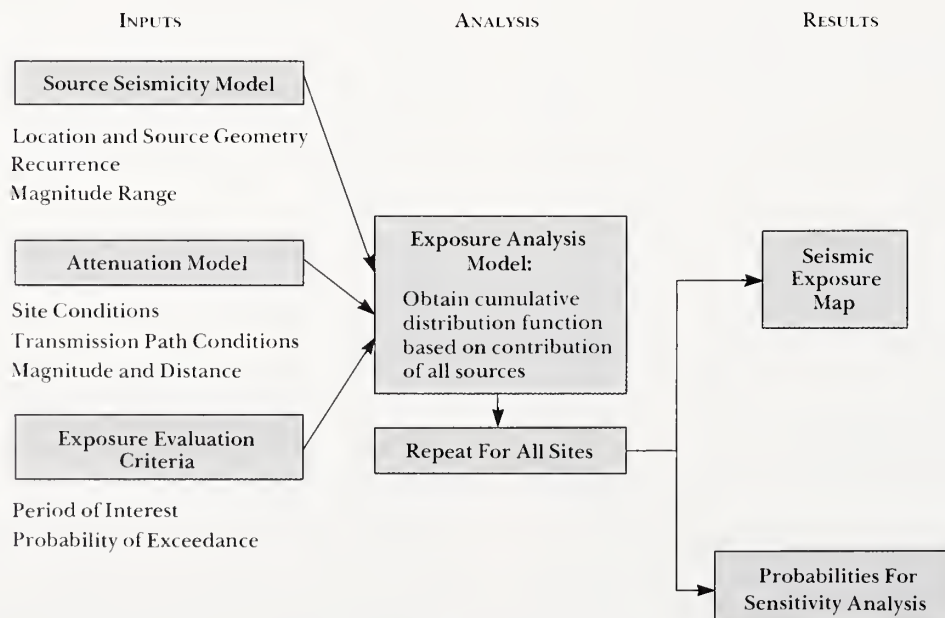 INPUTS
ANALYSIS
RESULTS
Source Seismicity Model
Location and Source Geometry
Recurrence
Magnitude Range
Attenuation Model
Site Conditions
Transmission Path Conditions
Magnitude and Distance
Exposure Evaluation
Criteria
Period of Interest
Probability of Exceedance
Exposure Analysis
Model:
Obtain cumulative
distribution function
based on contribution
of all sources
Repeat For All Sites
Seismic
Exposure
Map
Probabilities For
Sensitivity Analysis